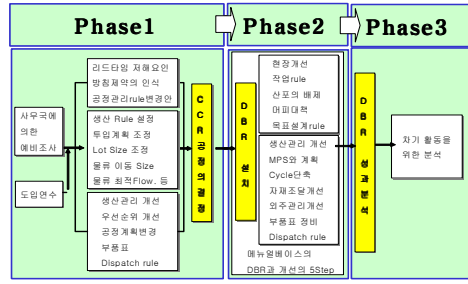 Phase1
Phase2
Phase3
사무국에
의한
예비조사
도입연수
리드타임 저해요인
방침제약의 인식
공정관리rule변경안
생산 Rule 설정
투입계획 조정
Lot Size 조정
물류 이동 Size
물류 최적Flow. 등
생산관리 개선
우선순위 개선
공정계획변경
부품표
Dispatch rule
CCR공정의결정
DBR 설치
현장개선
작업rule
산포의 배제
어피대책
목표설계rule
생산관리 개선
MPS와 계획
Cycle단축
자재조달개선
외주관리개선
부품표 정비
Dispatch rule
메뉴얼베이스의
DBR과 개선의 5Step
DBR 성과분석
차기 활동을
위한 분석